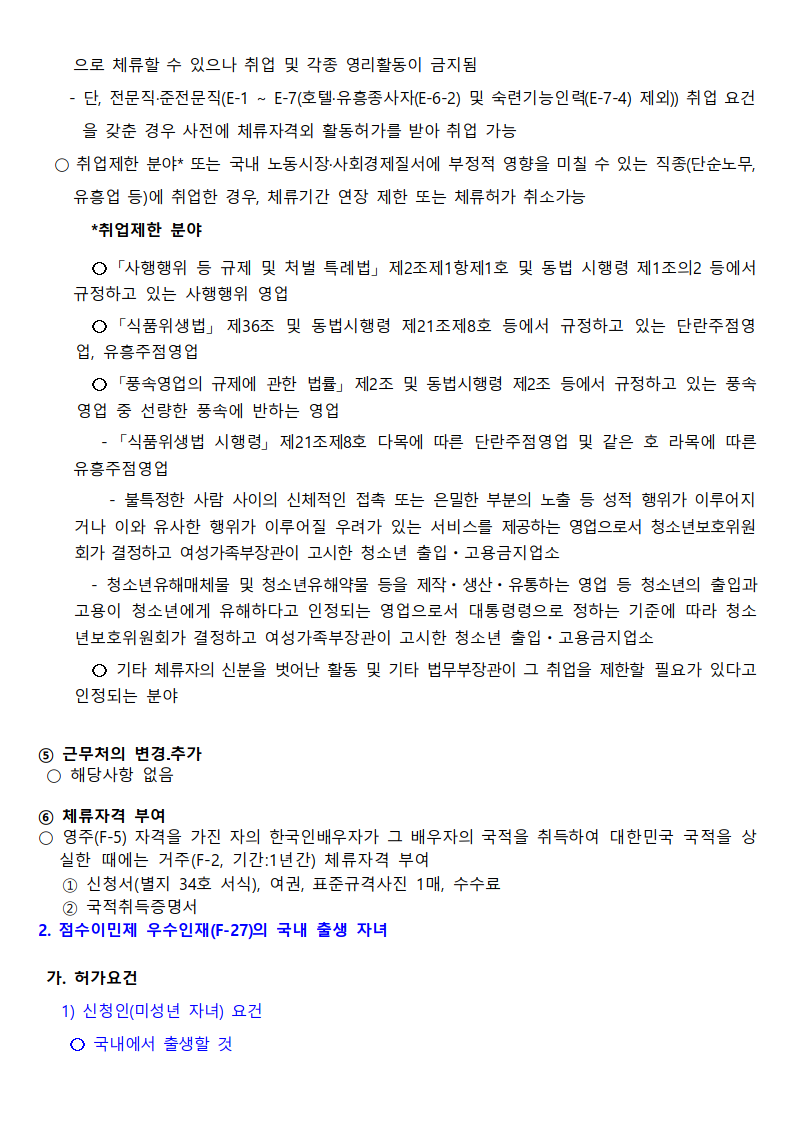 으로 체류할 수 있으나 취업 및 각종 영리활동이 금지됨
- 단, 전문직·준전문직(E-1 ~ E-7(호텔·유흥종사자(E-6-2) 및 숙련기능인력(E-7-4) 제외)) 취업 요건
을 갖춘 경우 사전에 체류자격외 활동허가를 받아 취업 가능
○ 취업제한 분야* 또는 국내 노동시장·사회경제질서에 부정적 영향을 미칠 수 있는 직종(단순노무,
유흥업 등)에 취업한 경우, 체류기간 연장 제한 또는 체류허가 취소가능
*취업제한 분야
○ 「사행행위 등 규제 및 처벌 특례법」 제2조제1항제1호 및 동법 시행령 제1조의2 등에서
규정하고 있는 사행행위 영업
○ 「식품위생법」 제36조 및 동법시행령 제21조제8호 등에서 규정하고 있는 단란주점영
업, 유흥주점영업
○ 「풍속영업의 규제에 관한 법률」 제2조 및 동법시행령 제2조 등에서 규정하고 있는 풍속
영업 중 선량한 풍속에 반하는 영업
- 「식품위생법 시행령」 제21조제8호 다목에 따른 단란주점영업 및 같은 호 라목에 따른
유흥주점영업
- 불특정한 사람 사이의 신체적인 접촉 또는 은밀한 부분의 노출 등 성적 행위가 이루어지
거나 이와 유사한 행위가 이루어질 우려가 있는 서비스를 제공하는 영업으로서 청소년보호위원
회가 결정하고 여성가족부장관이 고시한 청소년 출입・고용금지업소
- 청소년유해매체물 및 청소년유해약물 등을 제작・생산・유통하는 영업 등 청소년의 출입과
고용이 청소년에게 유해하다고 인정되는 영업으로서 대통령령으로 정하는 기준에 따라 청소
년보호위원회가 결정하고 여성가족부장관이 고시한 청소년 출입・고용금지업소
○ 기타 체류자의 신분을 벗어난 활동 및 기타 법무부장관이 그 취업을 제한할 필요가 있다고
인정되는 분야
⑤ 근무처의 변경‧추가
○ 해당사항 없음
⑥ 체류자격 부여
○ 영주(F-5) 자격을 가진 자의 한국인배우자가 그 배우자의 국적을 취득하여 대한민국 국적을 상
실한 때에는 거주(F-2, 기간:1년간) 체류자격 부여
① 신청서(별지 34호 서식), 여권, 표준규격사진 1매, 수수료
② 국적취득증명서
2. 점수이민제 우수인재(F-27)의 국내 출생 자녀
가. 허가요건
1) 신청인(미성년 자녀) 요건
○ 국내에서 출생할 것